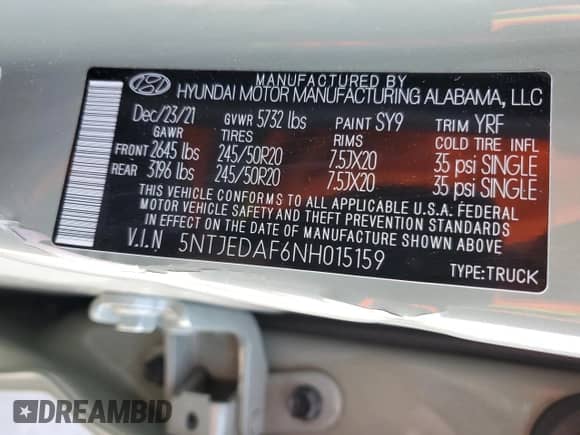 MANUFACTURED BY
HYUNDAI MOTOR MANUFACTURING ALABAMA, LLC
Dec/23/21 GVWR 5732 lbs PAINT SY9 TRIM YRF
GAWR TIRES RIMS COLD TIRE INFL
FRONT 2645 lbs 245/50R20 7.5JX20 35 psi SINGLE
REAR 3196 lbs 245/50R20 7.5JX20 35 psi SINGLE
THIS VEHICLE CONFORMS TO ALL APPLICABLE U.S.A. FEDERAL
MOTOR VEHICLE SAFETY AND THEFT PREVENTION STANDARDS
IN EFFECT ON THE DATE OF MANUFACTURE SHOWN ABOVE.
V.I.N 5NTJEDAF6NH015159
TYPE:TRUCK
DREAMBID